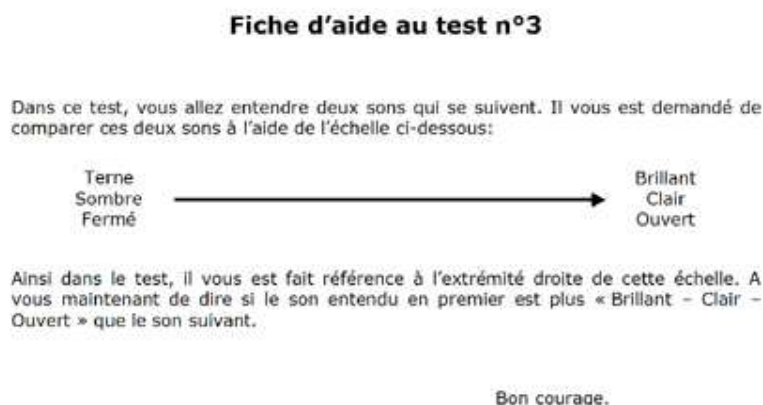 Fiche d'aide au test n°3
Dans ce test, vous allez entendre deux sons qui se suivent. Il vous est demandé de
comparer ces deux sons à l'aide de l'échelle ci-dessous:
Terne Brillant
Sombre Clair
Fermé Ouvert
Ainsi dans le test, il vous est fait référence à l'extrémité droite de cette échelle. A
vous maintenant de dire si le son entendu en premier est plus « Brillant – Clair –
Ouvert » que le son suivant.
Bon courage.